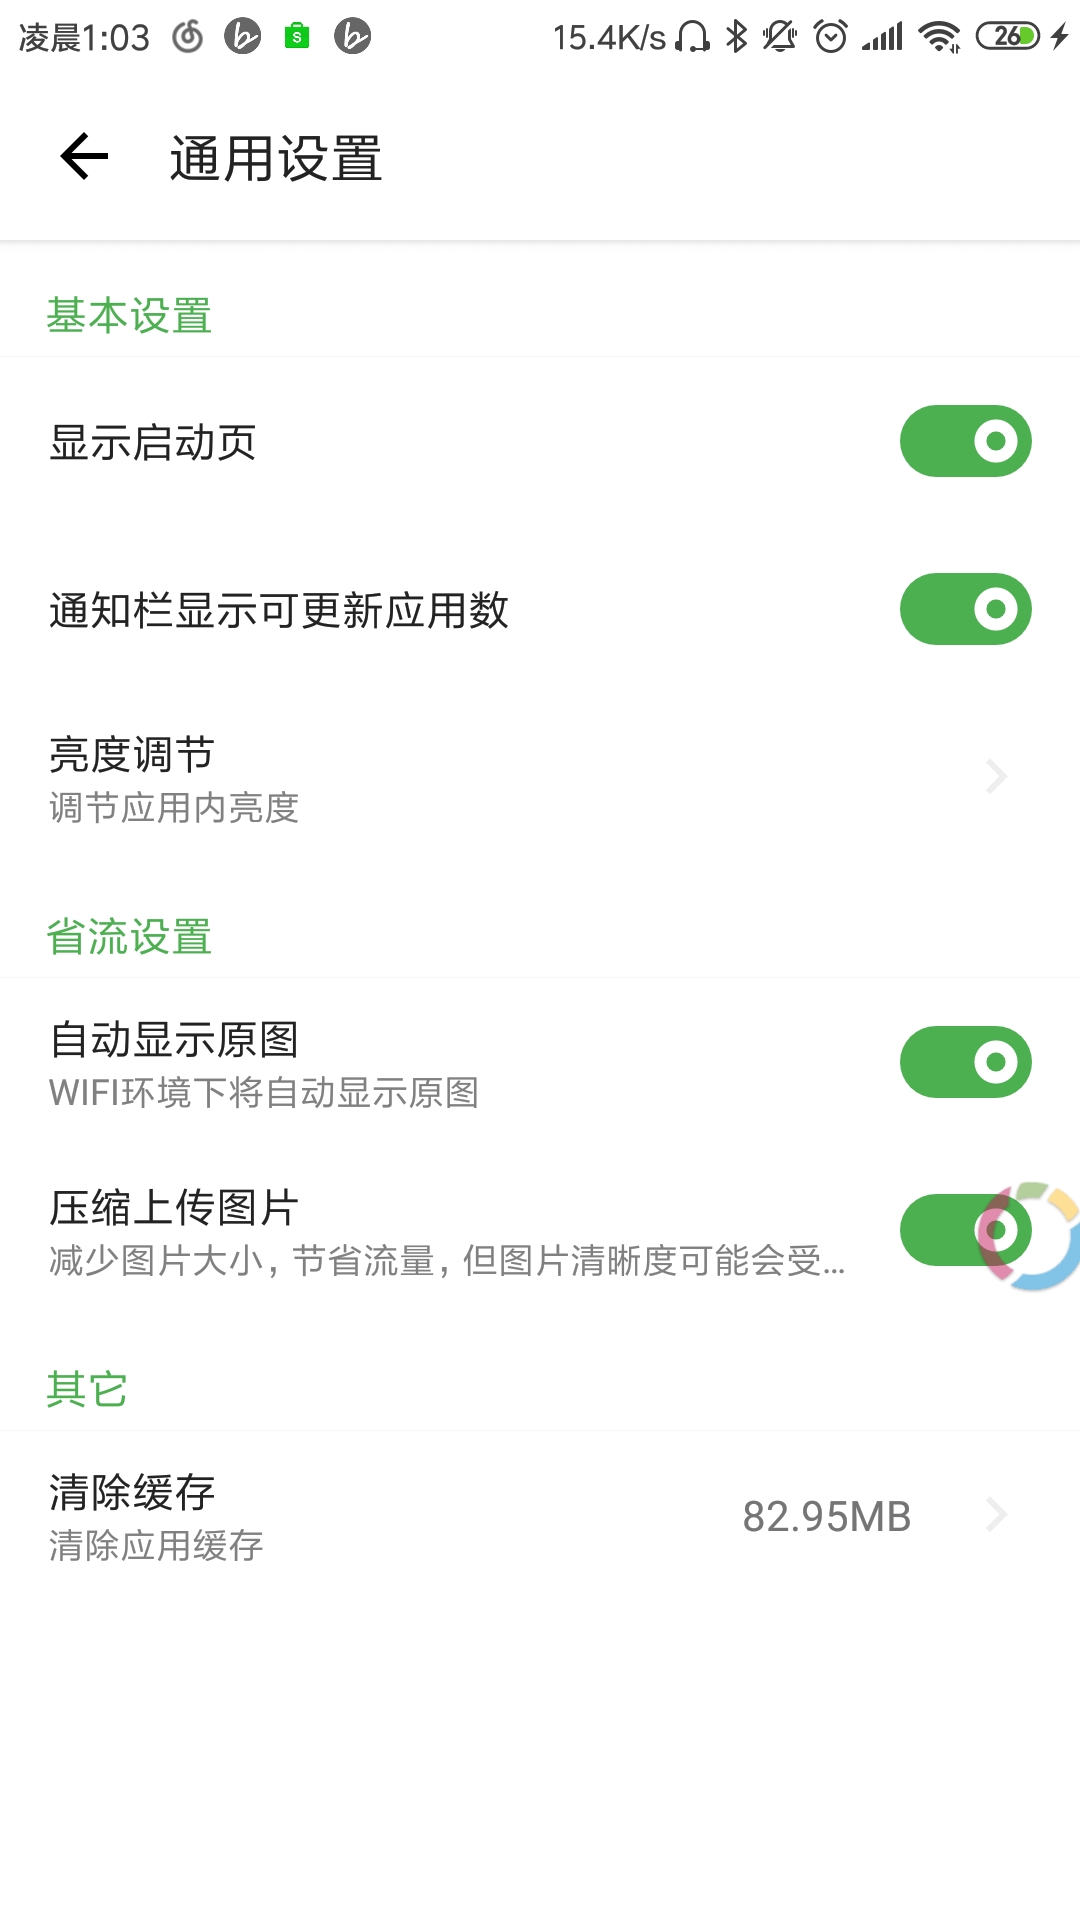 凌晨1:03 15.4K/s 26
通用设置
基本设置
显示启动页
通知栏显示可更新应用数
亮度调节
调节应用内亮度
省流设置
自动显示原图
WIFI环境下将自动显示原图
压缩上传图片
减少图片大小，节省流量，但图片清晰度可能会受...
其它
清除缓存
82.95MB
清除应用缓存